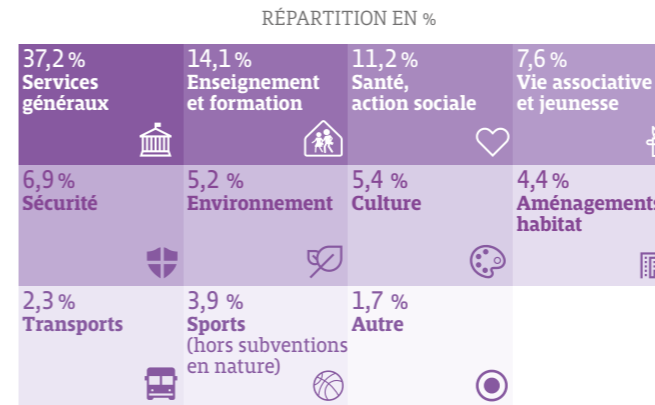 RÉPARTITION EN %
37,2 %
Services
généraux
14,1 %
Enseignement
et formation
11,2 %
Santé,
action sociale
7,6 %
Vie associative
et jeunesse
6,9 %
Sécurité
5,2 %
Environnement
5,4 %
Culture
4,4 %
Aménagements
habitat
2,3 %
Transports
3,9 %
Sports
(hors subventions
en nature)
1,7 %
Autre